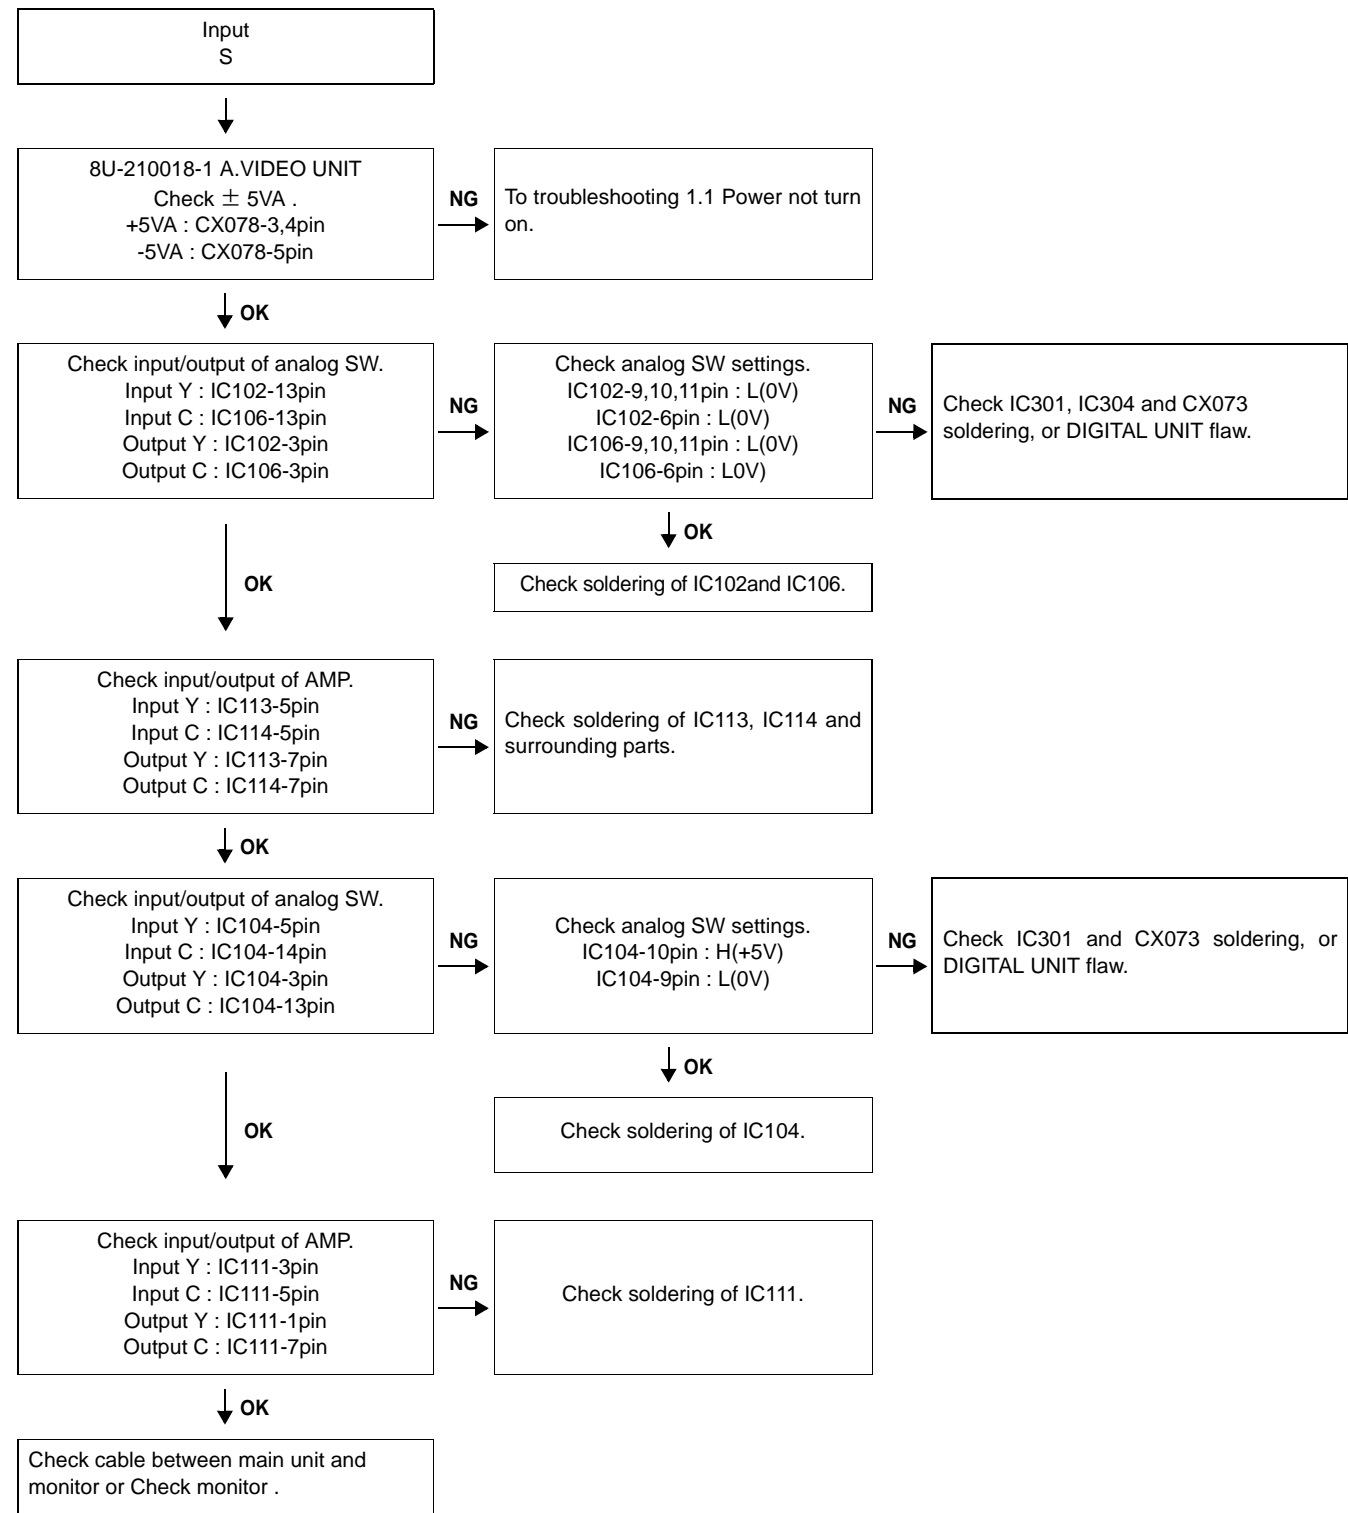 Input
S
8U-210018-1 A.VIDEO UNIT
Check ± 5VA .
+5VA : CX078-3,4pin
-5VA : CX078-5pin
NG
To troubleshooting 1.1 Power not turn
on.
OK
Check input/output of analog SW.
Input Y : IC102-13pin
Input C : IC106-13pin
Output Y : IC102-3pin
Output C : IC106-3pin
NG
Check analog SW settings.
IC102-9,10,11pin : L(0V)
IC102-6pin : L(0V)
IC106-9,10,11pin : L(0V)
IC106-6pin : L0V)
NG
Check IC301, IC304 and CX073
soldering, or DIGITAL UNIT flaw.
OK
Check soldering of IC102and IC106.
OK
Check input/output of AMP.
Input Y : IC113-5pin
Input C : IC114-5pin
Output Y : IC113-7pin
Output C : IC114-7pin
NG
Check soldering of IC113, IC114 and
surrounding parts.
OK
Check input/output of analog SW.
Input Y : IC104-5pin
Input C : IC104-14pin
Output Y : IC104-3pin
Output C : IC104-13pin
NG
Check analog SW settings.
IC104-10pin : H(+5V)
IC104-9pin : L(0V)
NG
Check IC301 and CX073 soldering, or
DIGITAL UNIT flaw.
OK
Check soldering of IC104.
OK
Check input/output of AMP.
Input Y : IC111-3pin
Input C : IC111-5pin
Output Y : IC111-1pin
Output C : IC111-7pin
NG
Check soldering of IC111.
OK
Check cable between main unit and
monitor or Check monitor .